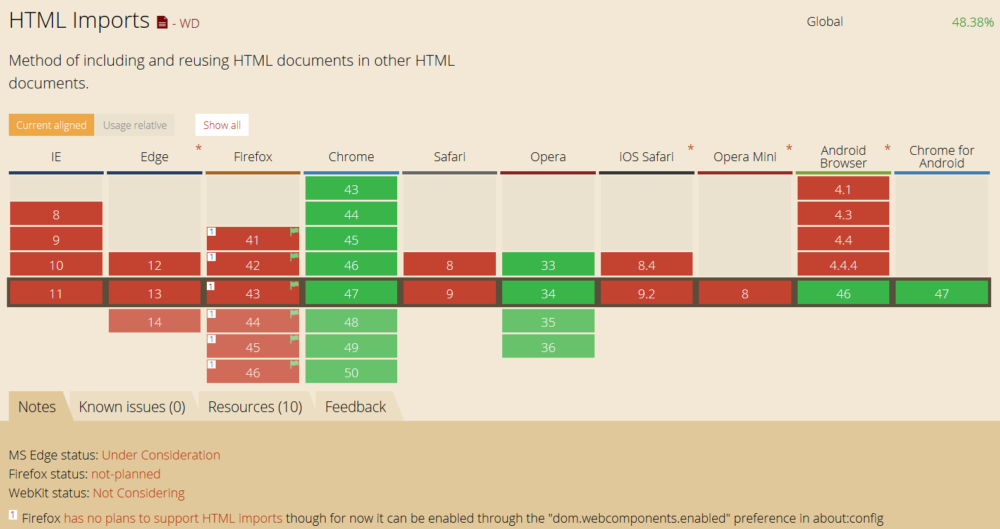 HTML Imports - WD
Global 48.38%
Method of including and reusing HTML documents in other HTML
documents.
Current aligned Usage relative Show all
IE Edge * Firefox Chrome Safari Opera iOS Safari * Opera Mini * Android Browser * Chrome for Android
43 4.1
8 44 4.3
9 1 41 45 4.4
10 12 1 42 46 8 33 8.4 4.4.4
11 13 1 43 47 9 34 9.2 8 46 47
14 1 44 48 35
1 45 49 36
1 46 50
Notes Known issues (0) Resources (10) Feedback
MS Edge status: Under Consideration
Firefox status: not-planned
WebKit status: Not Considering
1 Firefox has no plans to support HTML imports though for now it can be enabled through the "dom.webcomponents.enabled" preference in about:config